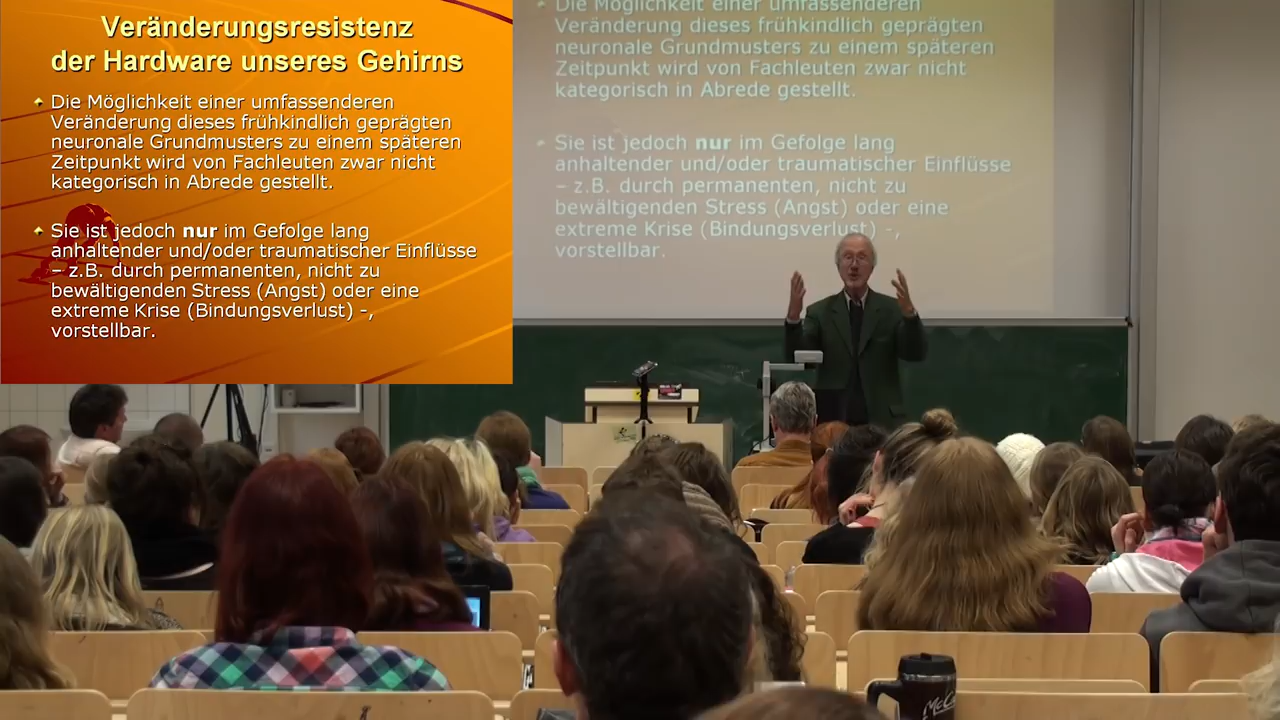 Veränderungsresistenz
der Hardware unseres Gehirns
Die Möglichkeit einer umfassenderen
Veränderung dieses frühkindlich geprägten
neuronale Grundmusters zu einem späteren
Zeitpunkt wird von Fachleuten zwar nicht
kategorisch in Abrede gestellt.
Sie ist jedoch nur im Gefolge lang
anhaltender und/oder traumatischer Einflüsse
– z.B. durch permanenten, nicht zu
bewältigenden Stress (Angst) oder eine
extreme Krise (Bindungsverlust) -,
vorstellbar.
Die Möglichkeit einer umfassenderen
Veränderung dieses frühkindlich geprägten
neuronale Grundmusters zu einem späteren
Zeitpunkt wird von Fachleuten zwar nicht
kategorisch in Abrede gestellt.
Sie ist jedoch nur im Gefolge lang
anhaltender und/oder traumatischer Einflüsse
– z.B. durch permanenten, nicht zu
bewältigenden Stress (Angst) oder eine
extreme Krise (Bindungsverlust) -,
vorstellbar.